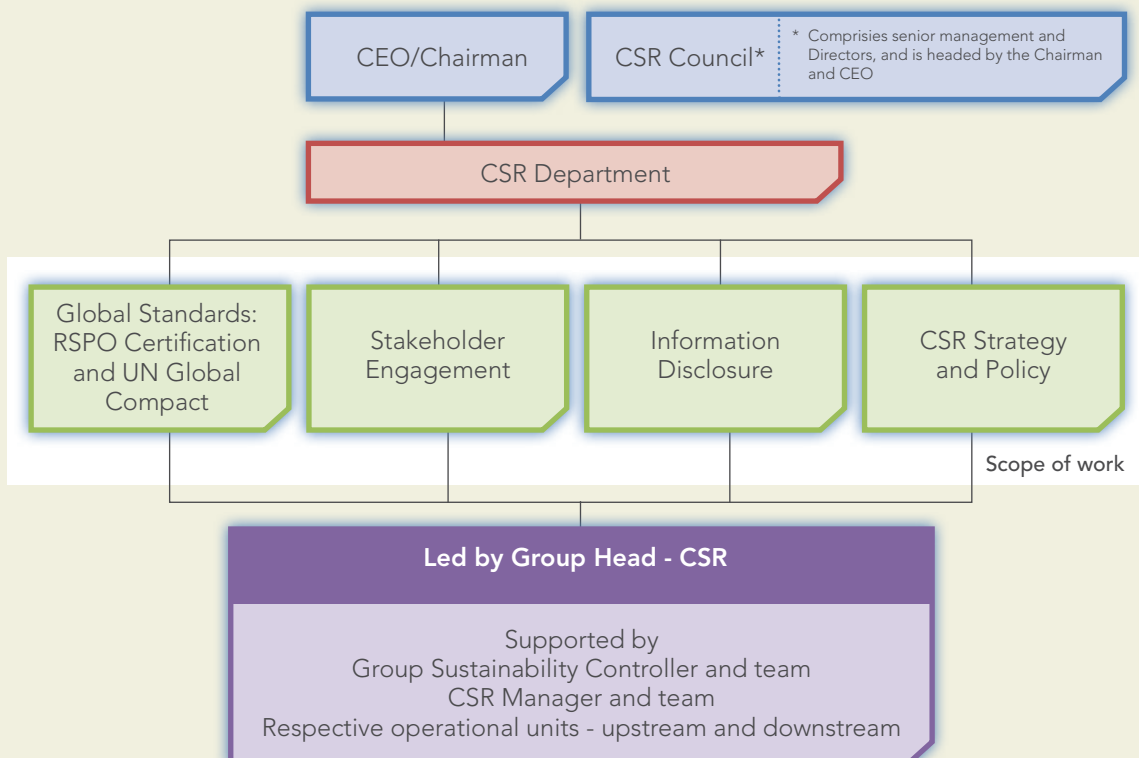 CEO/Chairman
CSR Council*
* Comprisies senior management and
Directors, and is headed by the Chairman
and CEO
CSR Department
Global Standards:
RSPO Certification
and UN Global
Compact
Stakeholder
Engagement
Information
Disclosure
CSR Strategy
and Policy
Scope of work
Led by Group Head - CSR
Supported by
Group Sustainability Controller and team
CSR Manager and team
Respective operational units - upstream and downstream